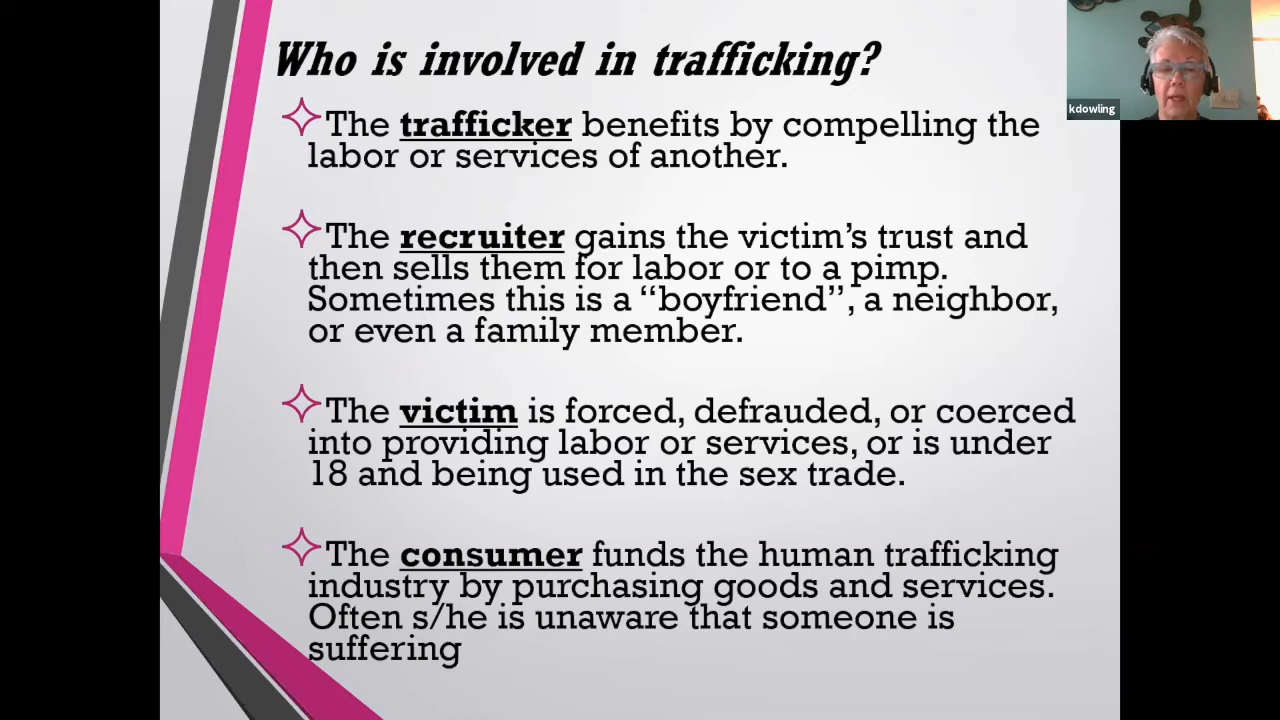 Who is involved in trafficking?
kdowling
The trafficker benefits by compelling the
labor or services of another.
The recruiter gains the victim’s trust and
then sells them for labor or to a pimp.
Sometimes this is a “boyfriend”, a neighbor,
or even a family member.
The victim is forced, defrauded, or coerced
into providing labor or services, or is under
18 and being used in the sex trade.
The consumer funds the human trafficking
industry by purchasing goods and services.
Often s/he is unaware that someone is
suffering